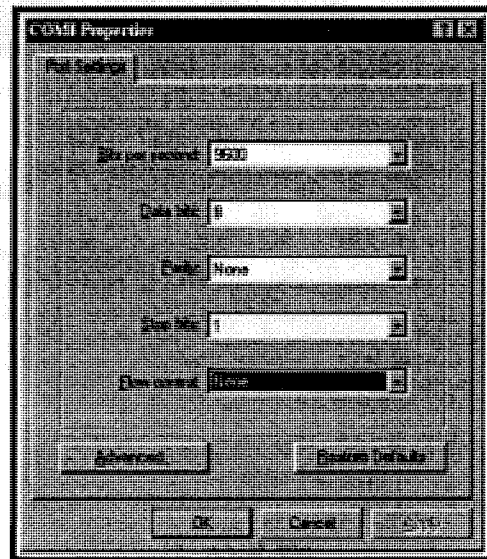 COM1 Properties
Port Settings
Bits per second: 9600
Data bits: 8
Parity: None
Stop bits: 1
Flow control: None
Advanced...
Restore Defaults
OK
Cancel
Apply